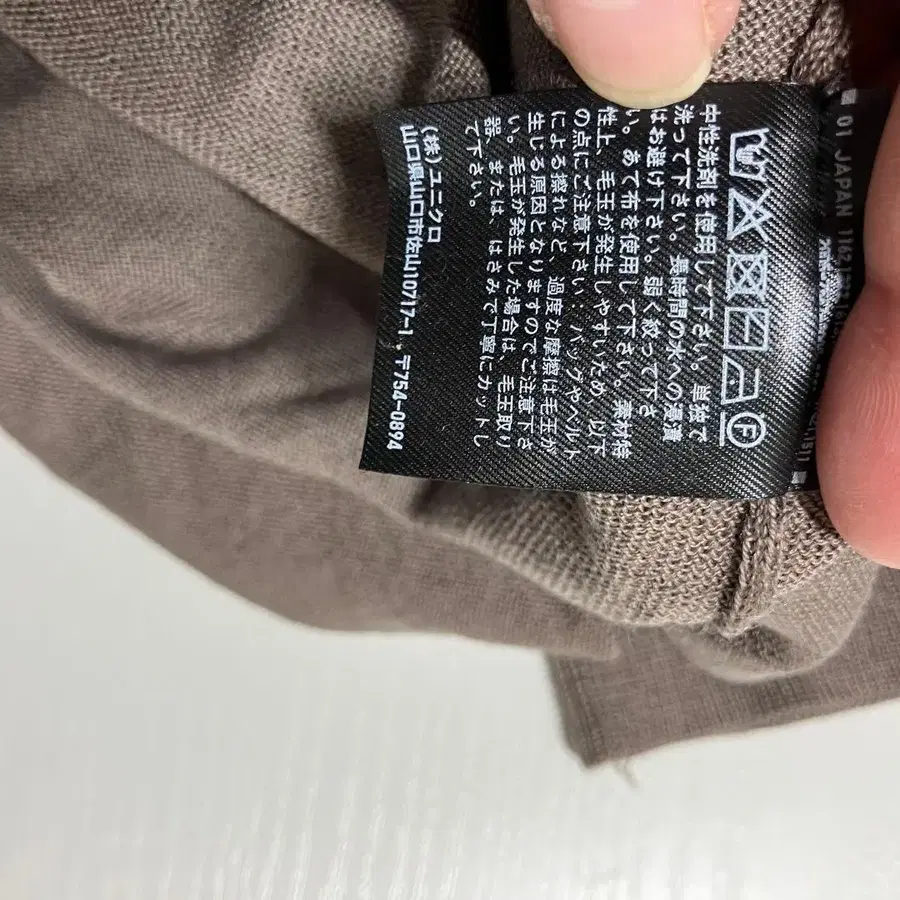 01 JAPAN
Ⓕ
中性洗剤を使用して下さい。単独で
洗って下さい。長時間の水への浸漬
はお避け下さい。弱く絞って下さ
い。あて布を使用して下さい。素材特
性上、毛玉が発生しやすいため、以下
の点にご注意下さい:バッグやベルト
による擦れなど、過度な摩擦は毛玉が
生じる原因となりますのでご注意下さ
い。毛玉が発生した場合は、毛玉取り
器、または、はさみで丁寧にカットし
て下さい。
(株)ユニクロ
山口県山口市佐山10717-1, 〒754-0894